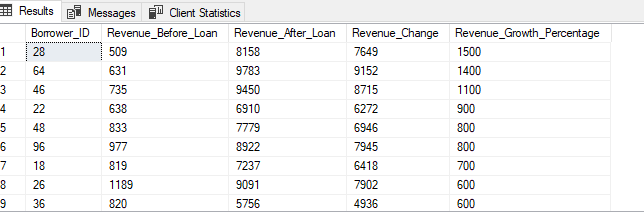 Results Messages Client Statistics
Borrower_ID Revenue_Before_Loan Revenue_After_Loan Revenue_Change Revenue_Growth_Percentage
1 28 509 8158 7649 1500
2 64 631 9783 9152 1400
3 46 735 9450 8715 1100
4 22 638 6910 6272 900
5 48 833 7779 6946 800
6 96 977 8922 7945 800
7 18 819 7237 6418 700
8 26 1189 9091 7902 600
9 36 820 5756 4936 600